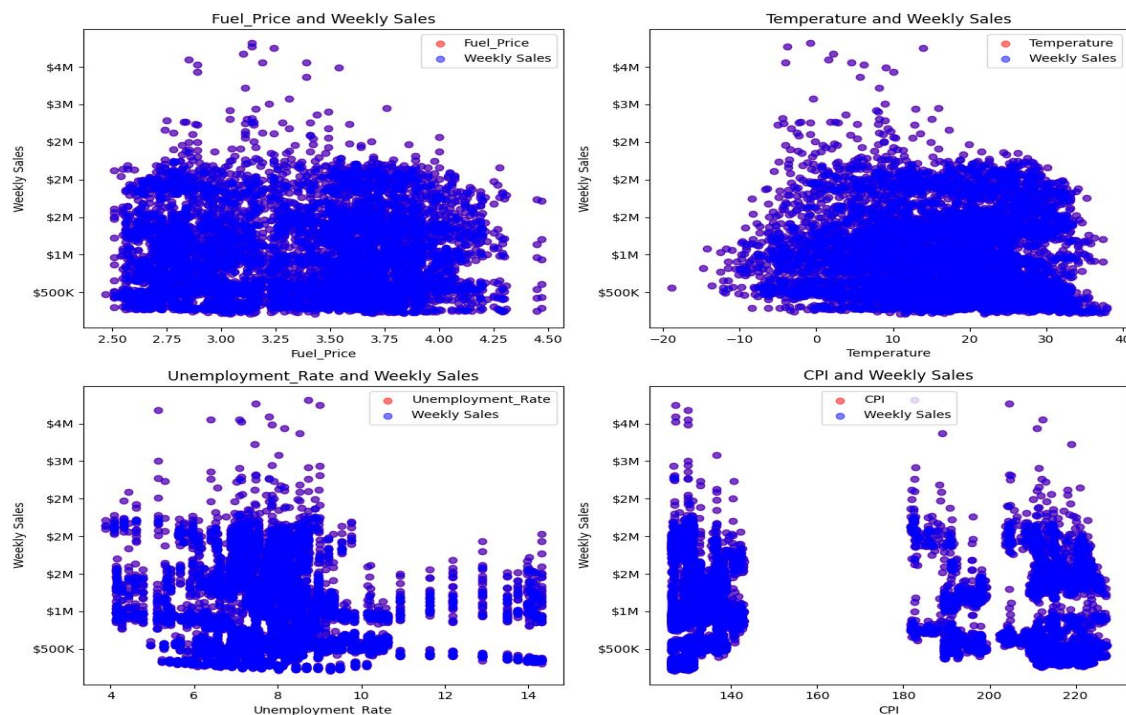 Fuel_Price and Weekly Sales
Fuel_Price
Weekly Sales
$4M
$3M
$2M
$2M
$2M
$1M
$500K
Weekly Sales
2.50 2.75 3.00 3.25 3.50 3.75 4.00 4.25 4.50
Fuel_Price
Temperature and Weekly Sales
Temperature
Weekly Sales
$4M
$3M
$2M
$2M
$2M
$1M
$500K
Weekly Sales
−20 −10 0 10 20 30 40
Temperature
Unemployment_Rate and Weekly Sales
Unemployment_Rate
Weekly Sales
$4M
$3M
$2M
$2M
$2M
$1M
$500K
Weekly Sales
4 6 8 10 12 14
Unemployment_Rate
CPI and Weekly Sales
CPI
Weekly Sales
$4M
$3M
$2M
$2M
$2M
$1M
$500K
Weekly Sales
140 160 180 200 220
CPI